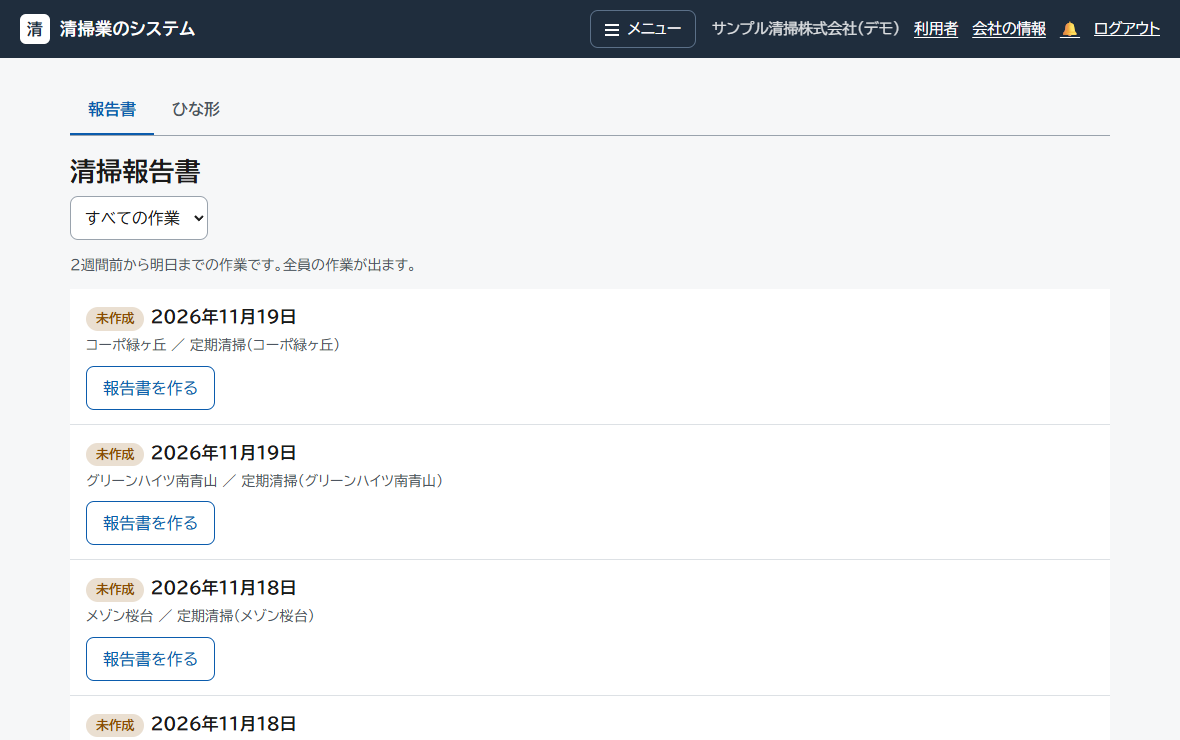 清 清掃業のシステム メニュー サンプル清掃株式会社(デモ) 利用者 会社の情報 ログアウト
報告書 ひな形
清掃報告書
すべての作業
2週間前から明日までの作業です。全員の作業が出ます。
未作成 2026年11月19日
コーポ緑ヶ丘 ／ 定期清掃(コーポ緑ヶ丘)
報告書を作る
未作成 2026年11月19日
グリーンハイツ南青山 ／ 定期清掃(グリーンハイツ南青山)
報告書を作る
未作成 2026年11月18日
メゾン桜台 ／ 定期清掃(メゾン桜台)
報告書を作る
未作成 2026年11月18日